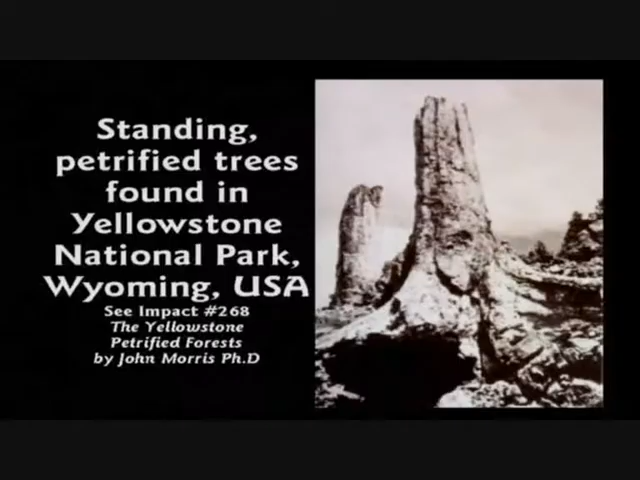 Standing,
petrified trees
found in
Yellowstone
National Park,
Wyoming, USA
See Impact #268
The Yellowstone
Petrified Forests
by John Morris Ph.D